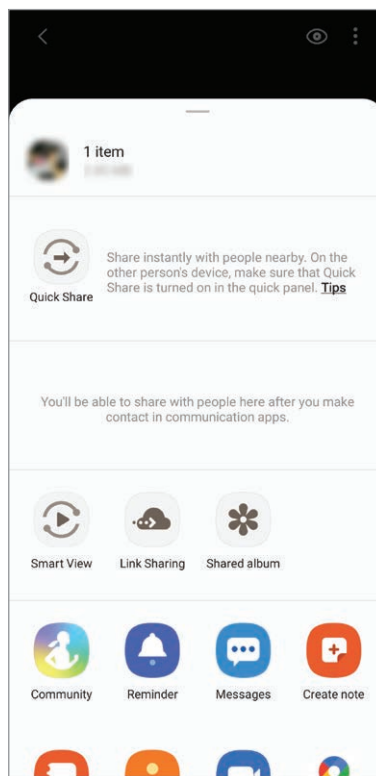 1 item
Share instantly with people nearby. On the
other person's device, make sure that Quick
Share is turned on in the quick panel. Tips
Quick Share
You'll be able to share with people here after you make
contact in communication apps.
Smart View
Link Sharing
Shared album
Community
Reminder
Messages
Create note